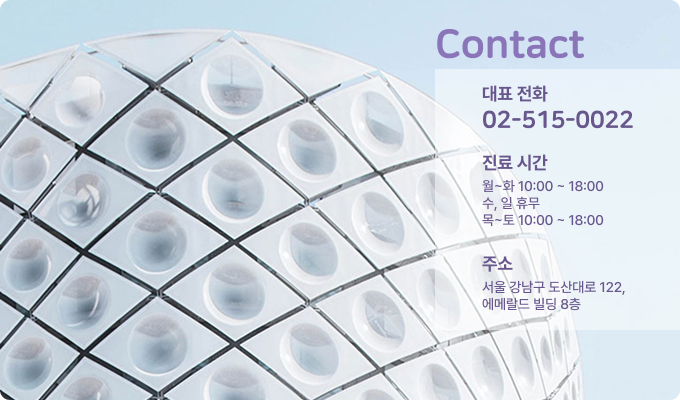 Contact
대표 전화
02-515-0022
진료 시간
월~화 10:00 ~ 18:00
수, 일 휴무
목~토 10:00 ~ 18:00
주소
서울 강남구 도산대로 122,
에메랄드 빌딩 8층